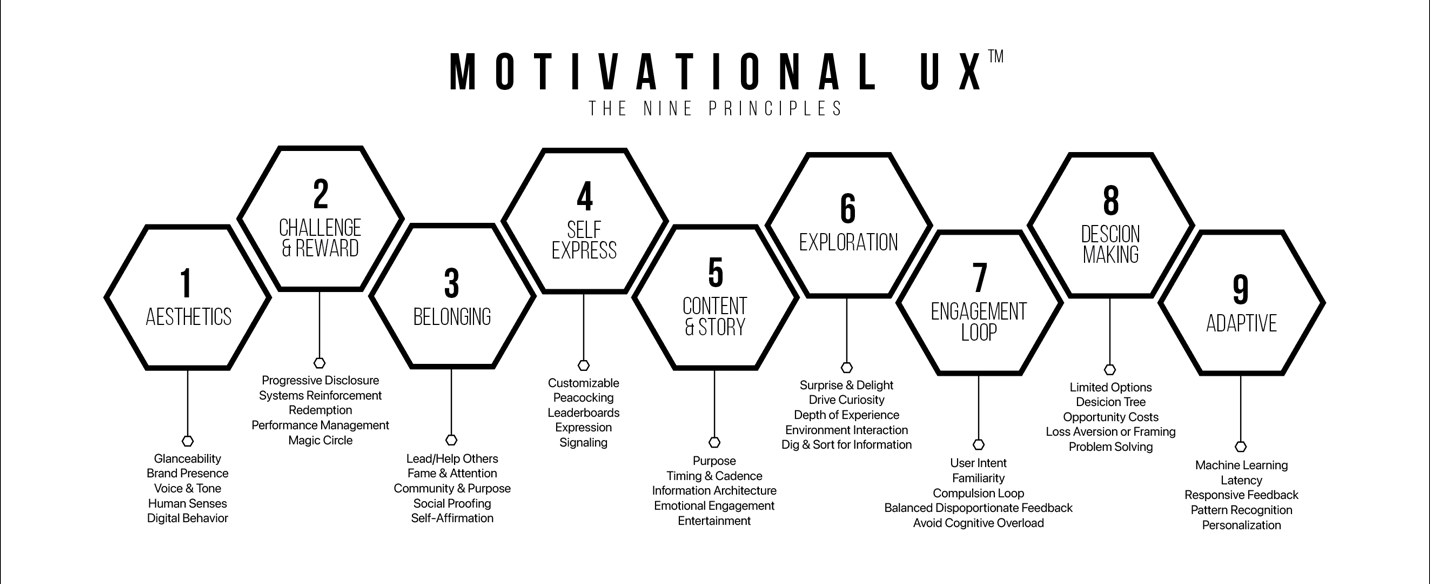 MOTIVATIONAL UX™
THE NINE PRINCIPLES
1
AESTHETICS
Glanceability
Brand Presence
Voice & Tone
Human Senses
Digital Behavior
2
CHALLENGE
& REWARD
Progressive Disclosure
Systems Reinforcement
Redemption
Performance Management
Magic Circle
3
BELONGING
Lead/Help Others
Fame & Attention
Community & Purpose
Social Proofing
Self-Affirmation
4
SELF
EXPRESS
Customizable
Peacocking
Leaderboards
Expression
Signaling
5
CONTENT
& STORY
Purpose
Timing & Cadence
Information Architecture
Emotional Engagement
Entertainment
6
EXPLORATION
Surprise & Delight
Drive Curiosity
Depth of Experience
Environment Interaction
Dig & Sort for Information
7
ENGAGEMENT
LOOP
User Intent
Familiarity
Compulsion Loop
Balanced Dispoportionate Feedback
Avoid Cognitive Overload
8
DESCION
MAKING
Limited Options
Desicion Tree
Opportunity Costs
Loss Aversion or Framing
Problem Solving
9
ADAPTIVE
Machine Learning
Latency
Responsive Feedback
Pattern Recognition
Personalization